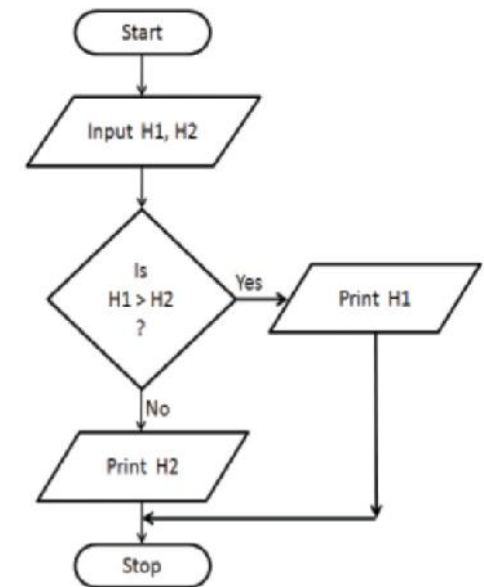 Start
Input H1, H2
Is
H1 > H2
?
Yes
Print H1
No
Print H2
Stop